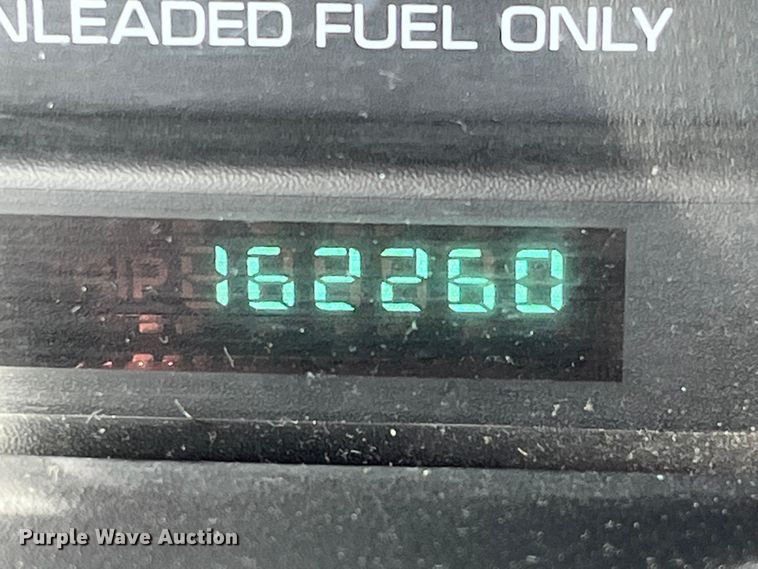 NLEADED FUEL ONLY
162260
Purple Wave Auction